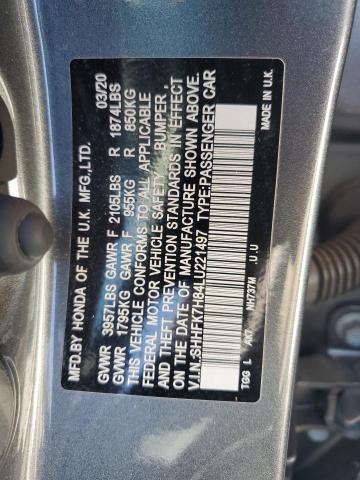 MFD.BY HONDA OF THE U.K. MFG.,LTD. 03/20
GVWR 3957LBS GAWR F 2105LBS R 1874LBS
GVWR 1795KG GAWR F 955KG R 850KG
THIS VEHICLE CONFORMS TO ALL APPLICABLE
FEDERAL MOTOR VEHICLE SAFETY , BUMPER ,
AND THEFT PREVENTION STANDARDS IN EFFECT
ON THE DATE OF MANUFACTURE SHOWN ABOVE.
V.I.N.:SHHFK7H84LU221497 TYPE:PASSENGER CAR
TGG L AX7 NH797M U U
MADE IN U.K.